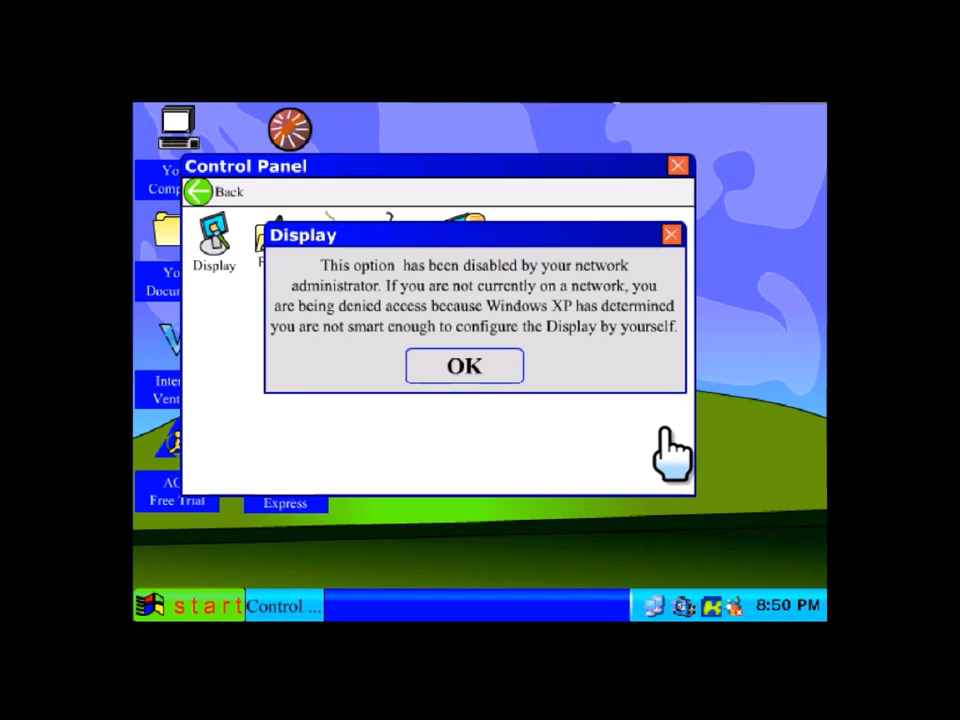 Control Panel
Back
Display
Display
This option has been disabled by your network
administrator. If you are not currently on a network, you
are being denied access because Windows XP has determined
you are not smart enough to configure the Display by yourself.
OK
Free Trial
Express
start
Control ...
8:50 PM